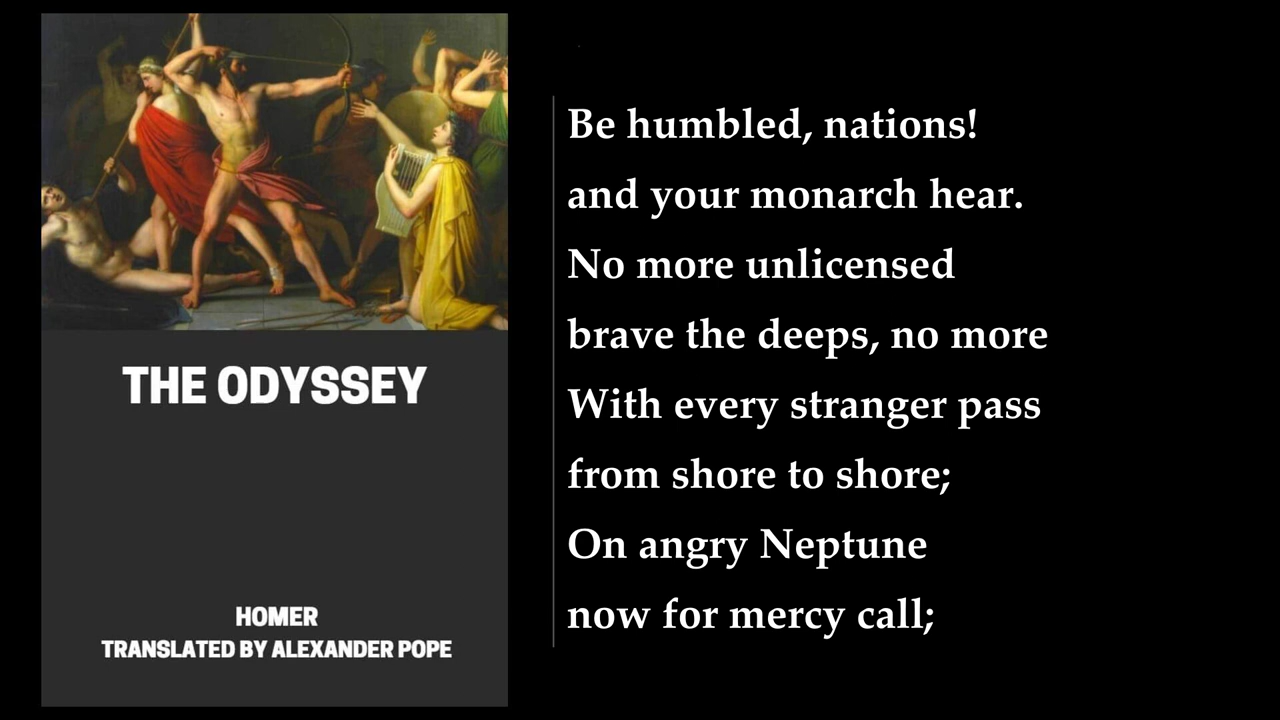 THE ODYSSEY
HOMER
TRANSLATED BY ALEXANDER POPE
Be humbled, nations!
and your monarch hear.
No more unlicensed
brave the deeps, no more
With every stranger pass
from shore to shore;
On angry Neptune
now for mercy call;